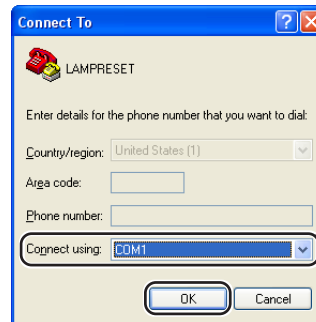 Connect To
LAMPRESET
Enter details for the phone number that you want to dial:
Country/region: United States (1)
Area code:
Phone number:
Connect using: COM1
OK Cancel